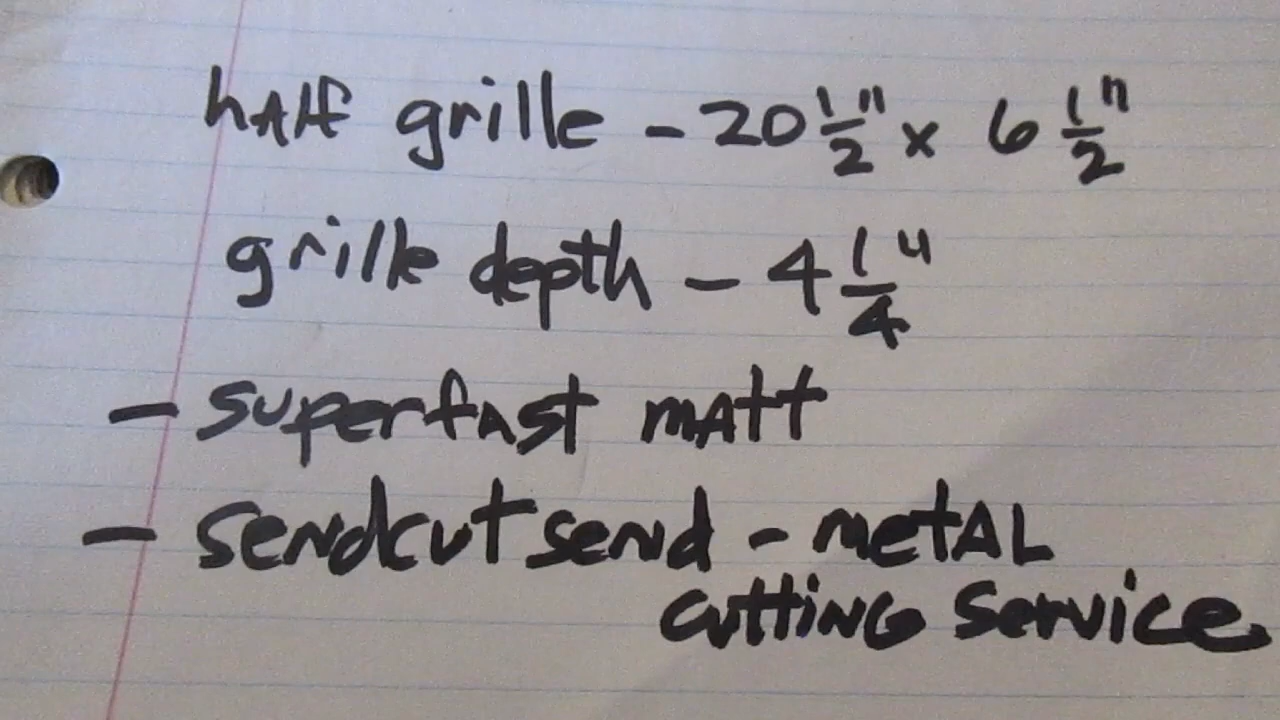 hAlf grille - 20 1/2" x 6 1/2"
grille depth - 4 1/4"
- superfAst mAtt
- sendcutsend - metAL
cuttiNG service